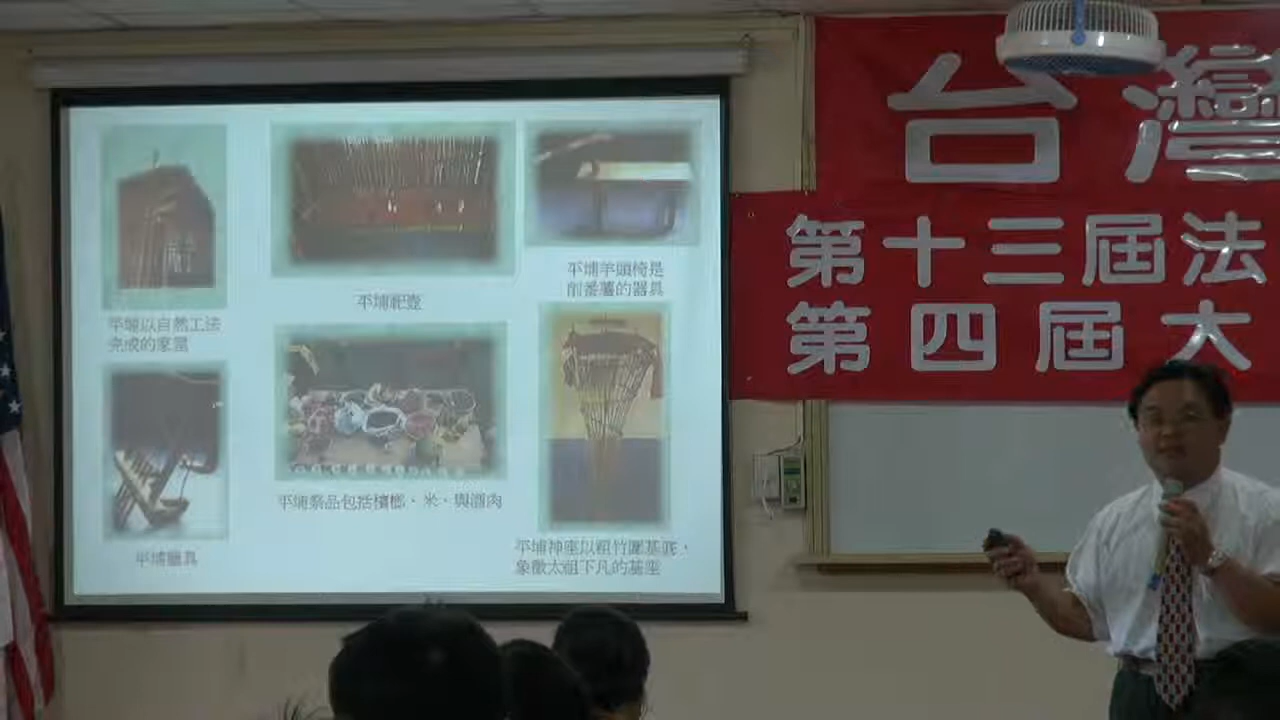 台灣
第十三屆法
第四屆大
平埔以自然工法
完成的家屋
平埔祀壺
平埔羊頭椅是
削番薯的器具
平埔獵具
平埔祭品包括檳榔、米、與酒肉
平埔神座以粗竹圍基底,
象徵太祖下凡的基座